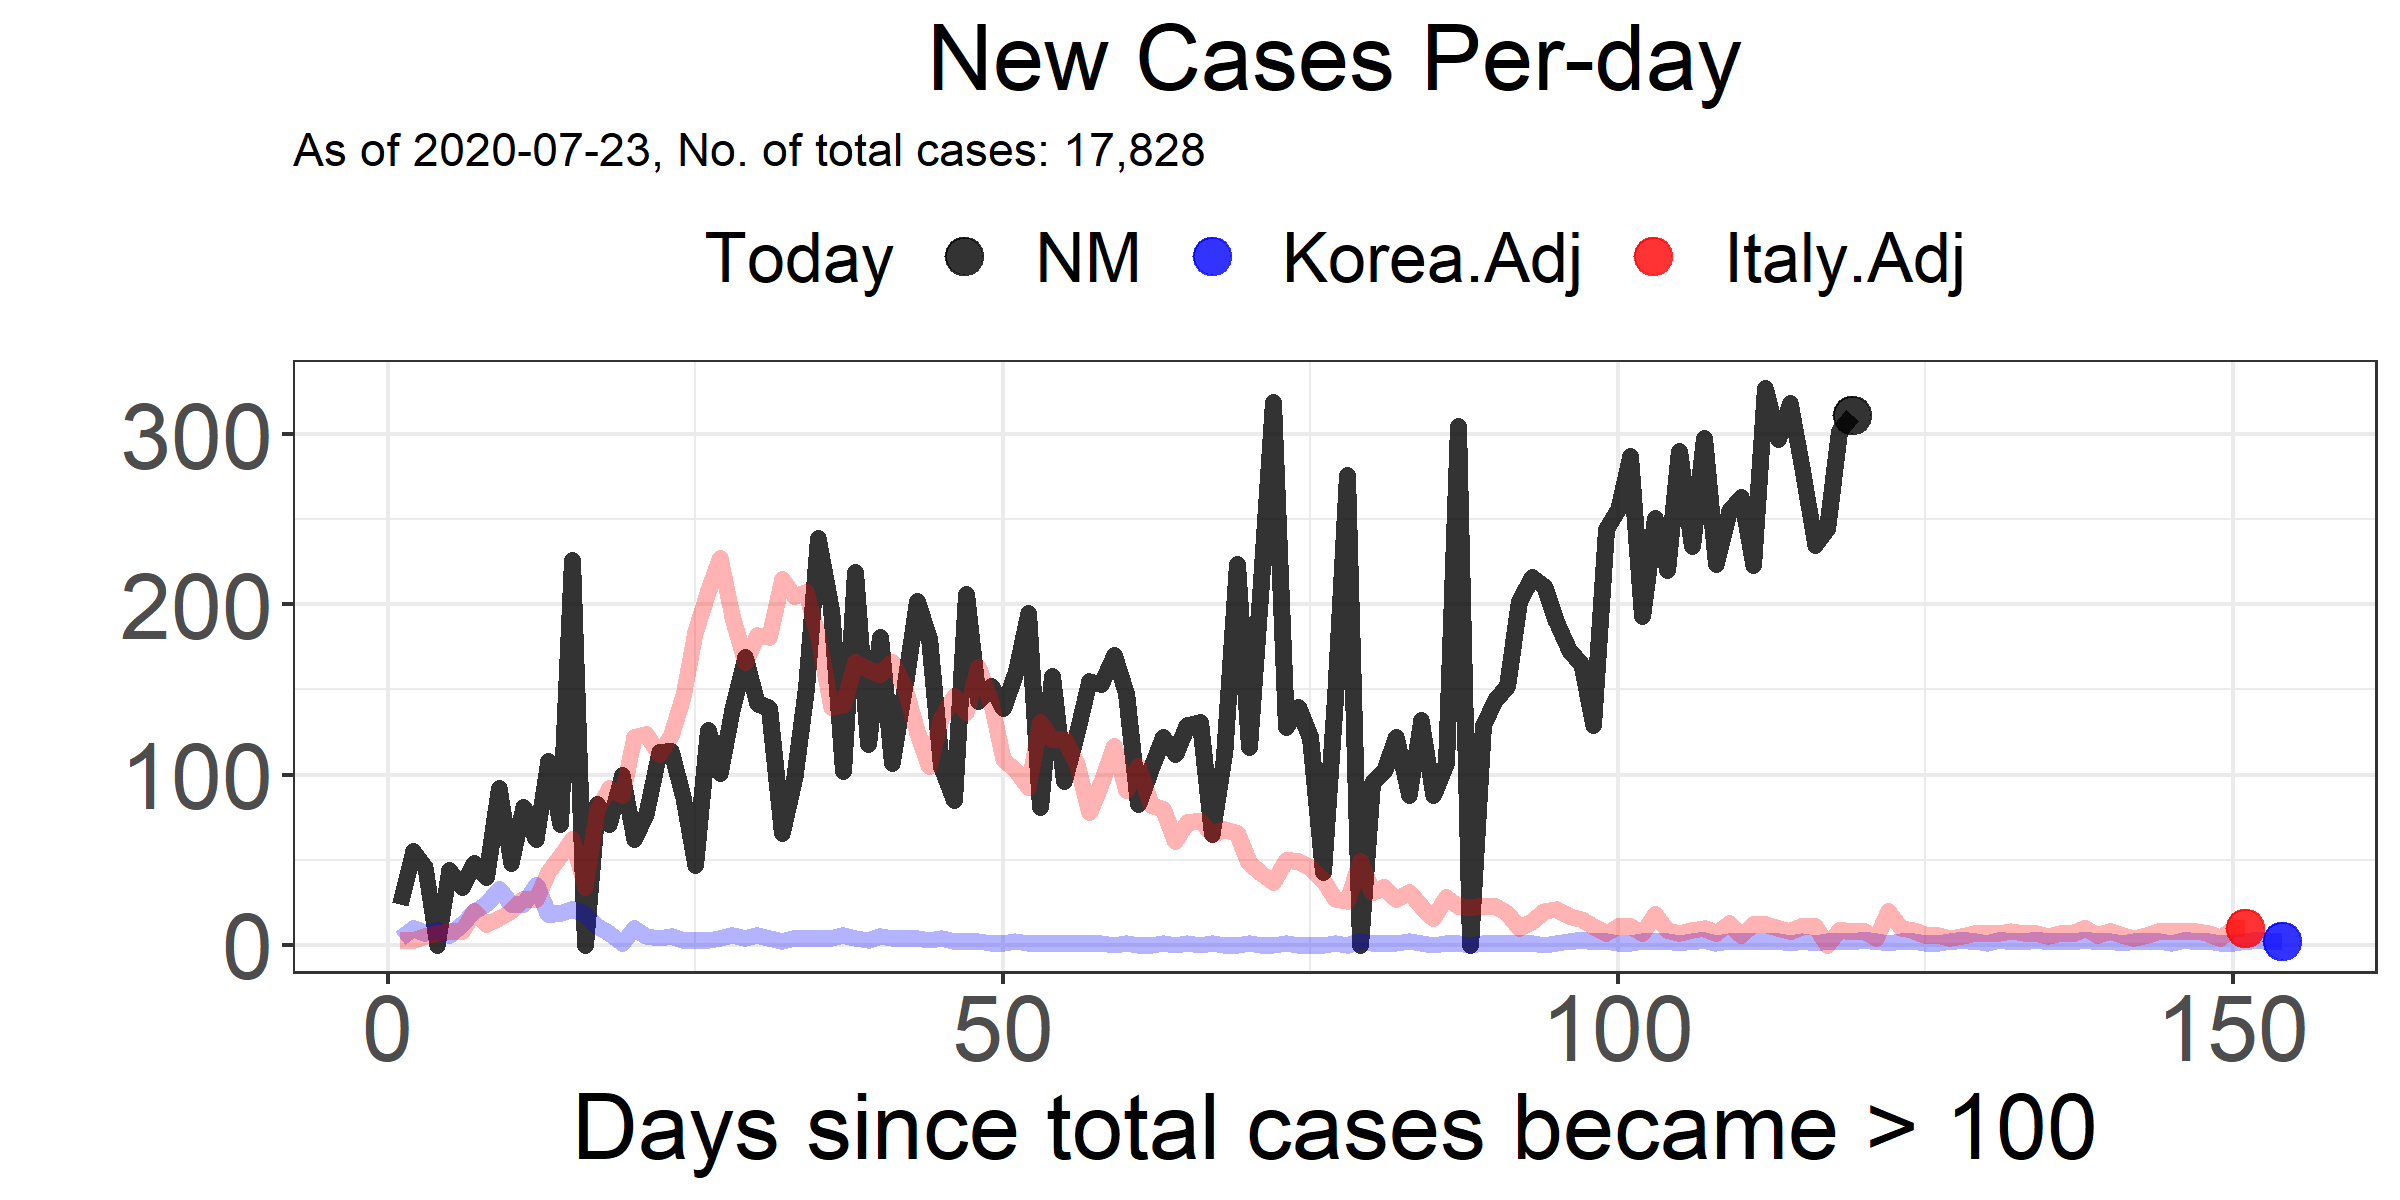 New Cases Per-day
As of 2020-07-23, No. of total cases: 17,828
Today NM Korea.Adj Italy.Adj
300
200
100
0
0 50 100 150
Days since total cases became > 100